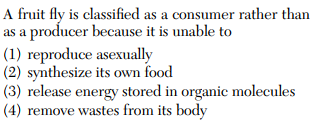 A fruit fly is classified as a consumer rather than
as a producer because it is unable to
(1) reproduce asexually
(2) synthesize its own food
(3) release energy stored in organic molecules
(4) remove wastes from its body